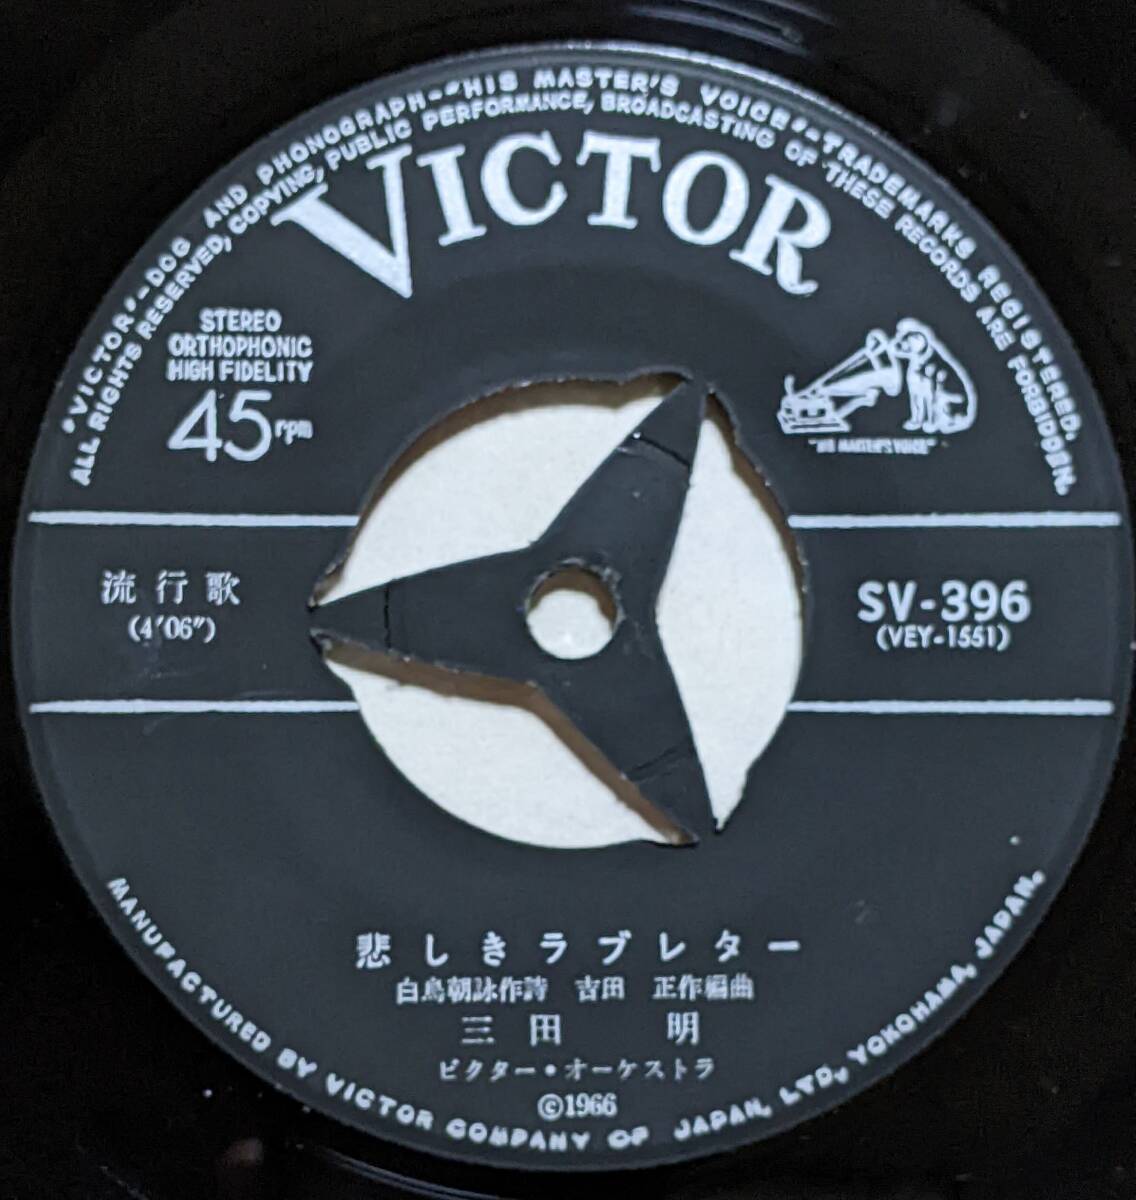 "VICTOR"-DOG AND PHONOGRAPH-"HIS MASTER'S VOICE"-TRADEMARKS REGISTERED.
ALL RIGHTS RESERVED, COPYING, PUBLIC PERFORMANCE, BROADCASTING OF THESE RECORDS ARE FORBIDDEN.
VICTOR
STEREO
ORTHOPHONIC
HIGH FIDELITY
45 rpm
"HIS MASTER'S VOICE"
流行歌
(4′06″)
SV-396
(VEY-1551)
悲しきラブレター
白鳥朝詠作詩 吉田 正作編曲
三田 明
ビクター・オーケストラ
©1966
MANUFACTURED BY VICTOR COMPANY OF JAPAN, LTD., YOKOHAMA, JAPAN.